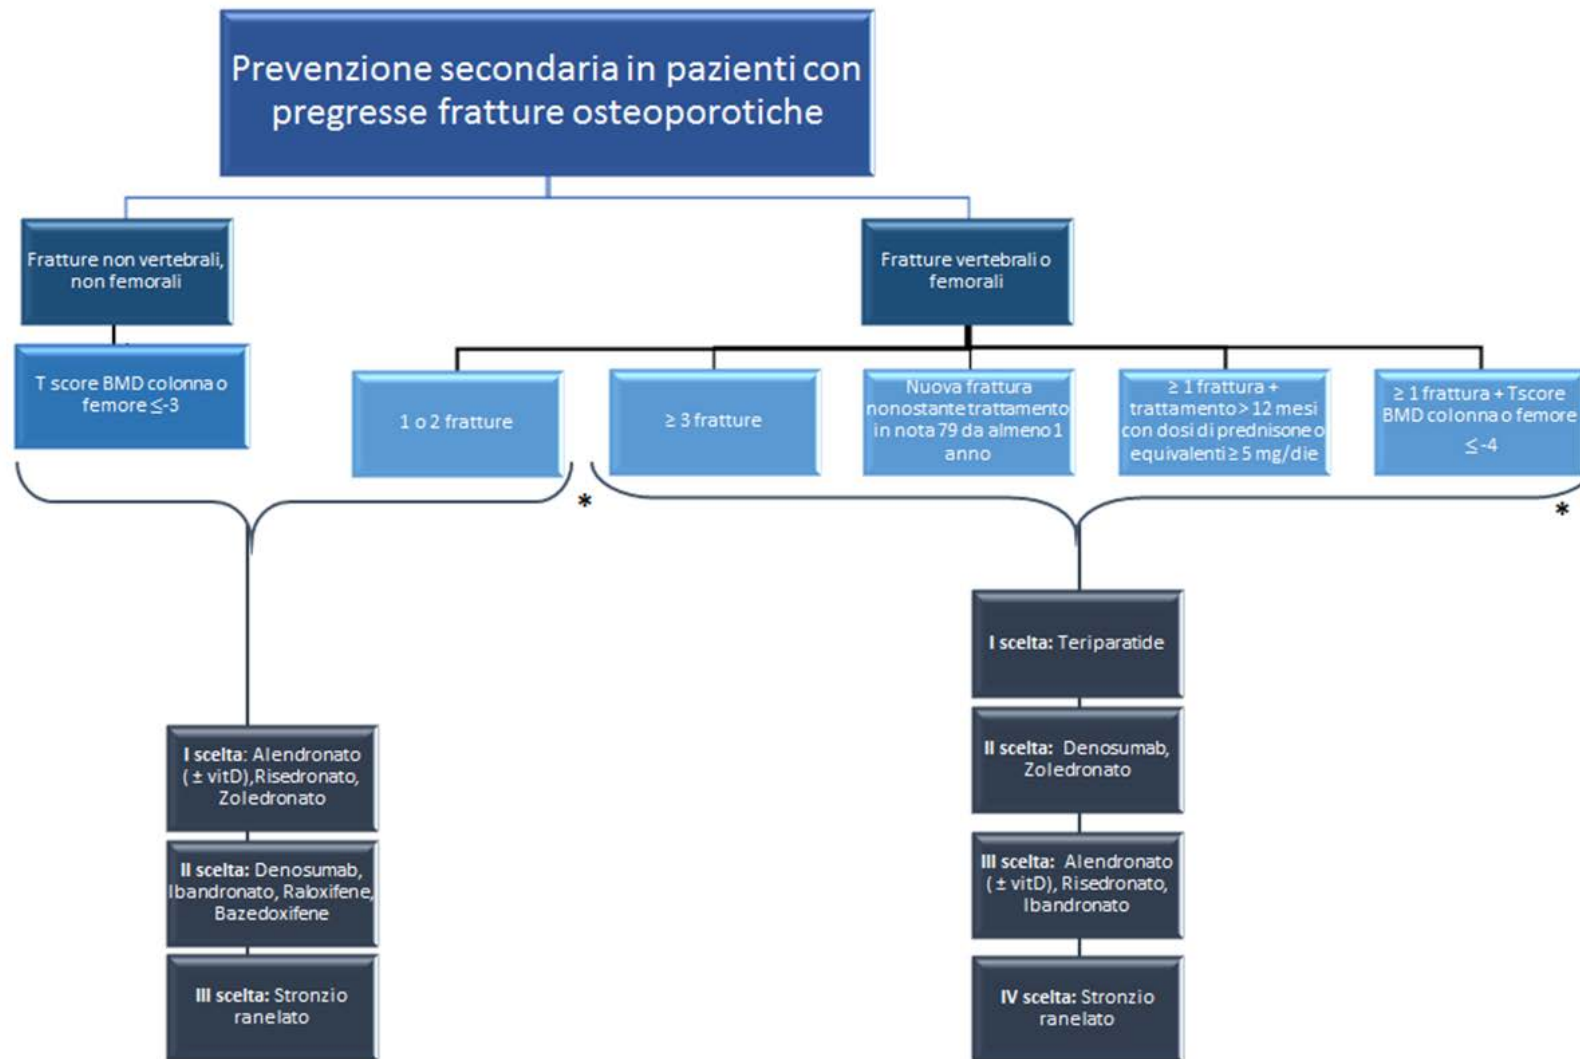 Prevenzione secondaria in pazienti con
pregresse fratture osteoporotiche
Fratture non vertebrali,
non femorali
Fratture vertebrali o
femorali
T score BMD colonna o
femore ≤-3
1 o 2 fratture
≥ 3 fratture
Nuova frattura
nonostante trattamento
in nota 79 da almeno 1
anno
≥ 1 frattura +
trattamento > 12 mesi
con dosi di prednisone o
equivalenti ≥ 5 mg/die
≥ 1 frattura + Tscore
BMD colonna o femore
≤ -4
*
*
I scelta: Alendronato
( ± vitD),Risedronato,
Zoledronato
II scelta: Denosumab,
Ibandronato, Raloxifene,
Bazedoxifene
III scelta: Stronzio
ranelato
I scelta: Teriparatide
II scelta: Denosumab,
Zoledronato
III scelta: Alendronato
( ± vitD), Risedronato,
Ibandronato
IV scelta: Stronzio
ranelato